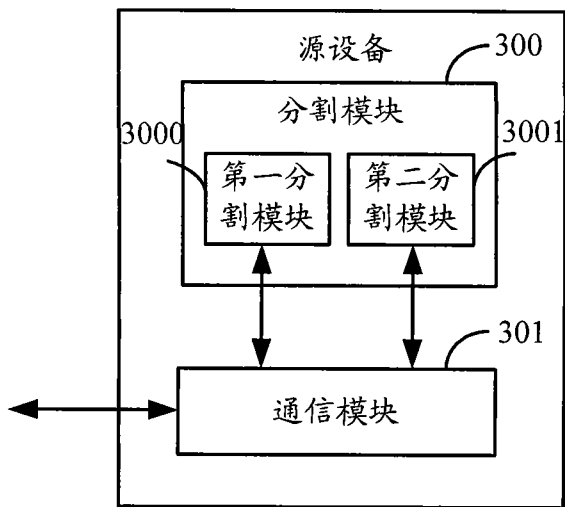 源设备
300
分割模块
3000
3001
第一分
割模块
第二分
割模块
301
通信模块